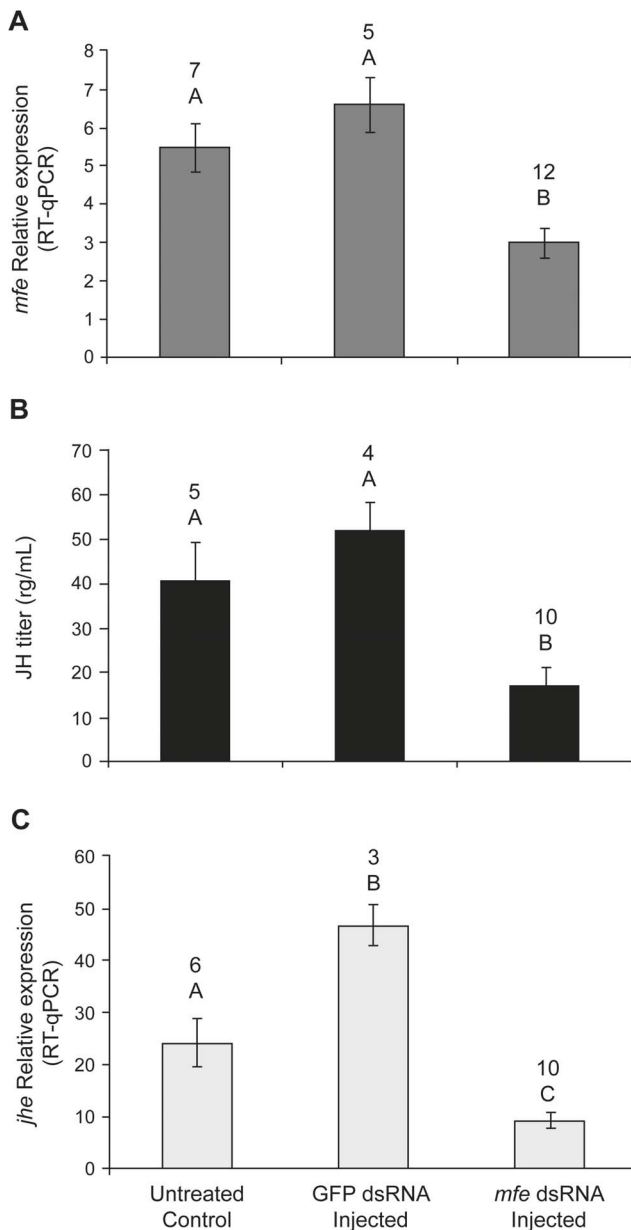 A
mfe Relative expression
(RT-qPCR)
8
7
6
5
4
3
2
1
0
7
A
5
A
12
B
B
JH titer (rg/mL)
70
60
50
40
30
20
10
0
5
A
4
A
10
B
C
jhe Relative expression
(RT-qPCR)
60
50
40
30
20
10
0
6
A
3
B
10
C
Untreated
Control
GFP dsRNA
Injected
mfe dsRNA
Injected